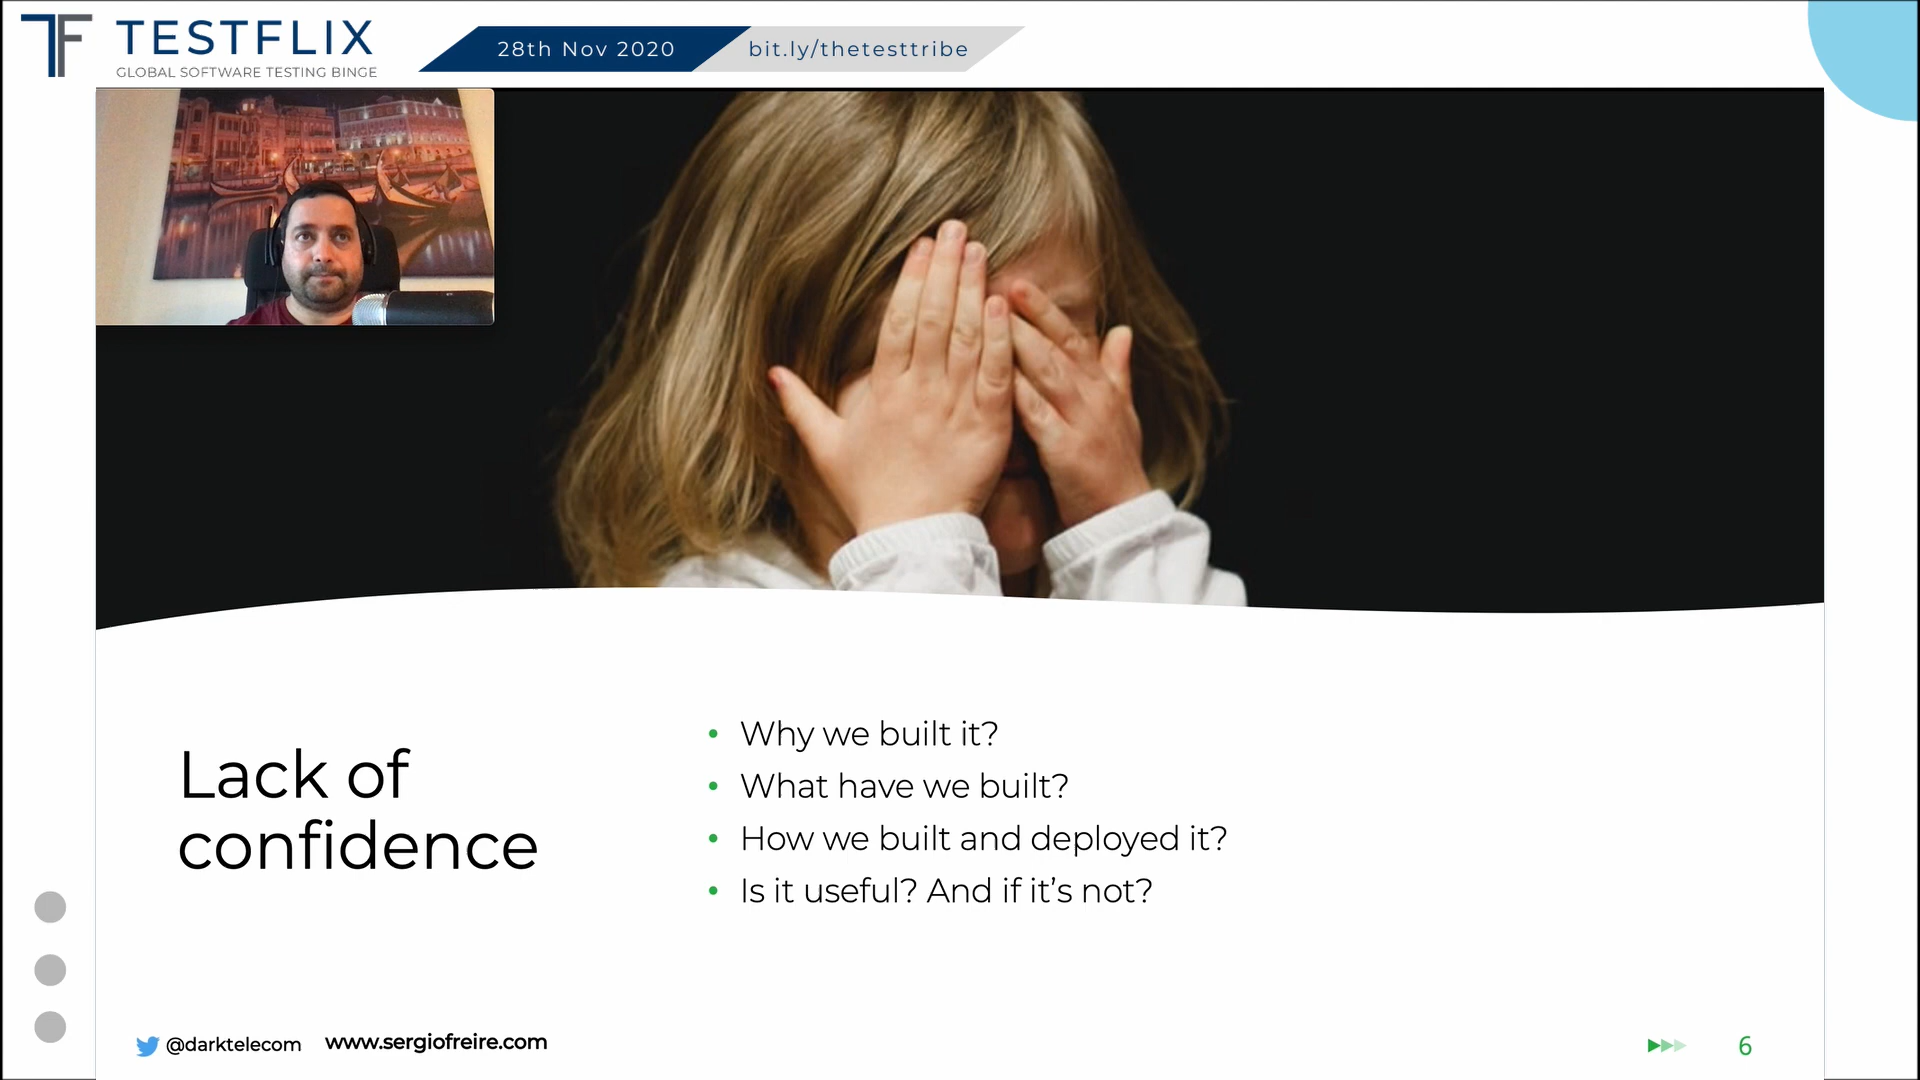 TF TESTFLIX
GLOBAL SOFTWARE TESTING BINGE
28th Nov 2020
bit.ly/thetesttribe
Lack of
confidence
• Why we built it?
• What have we built?
• How we built and deployed it?
• Is it useful? And if it’s not?
@darktelecom
www.sergiofreire.com
6